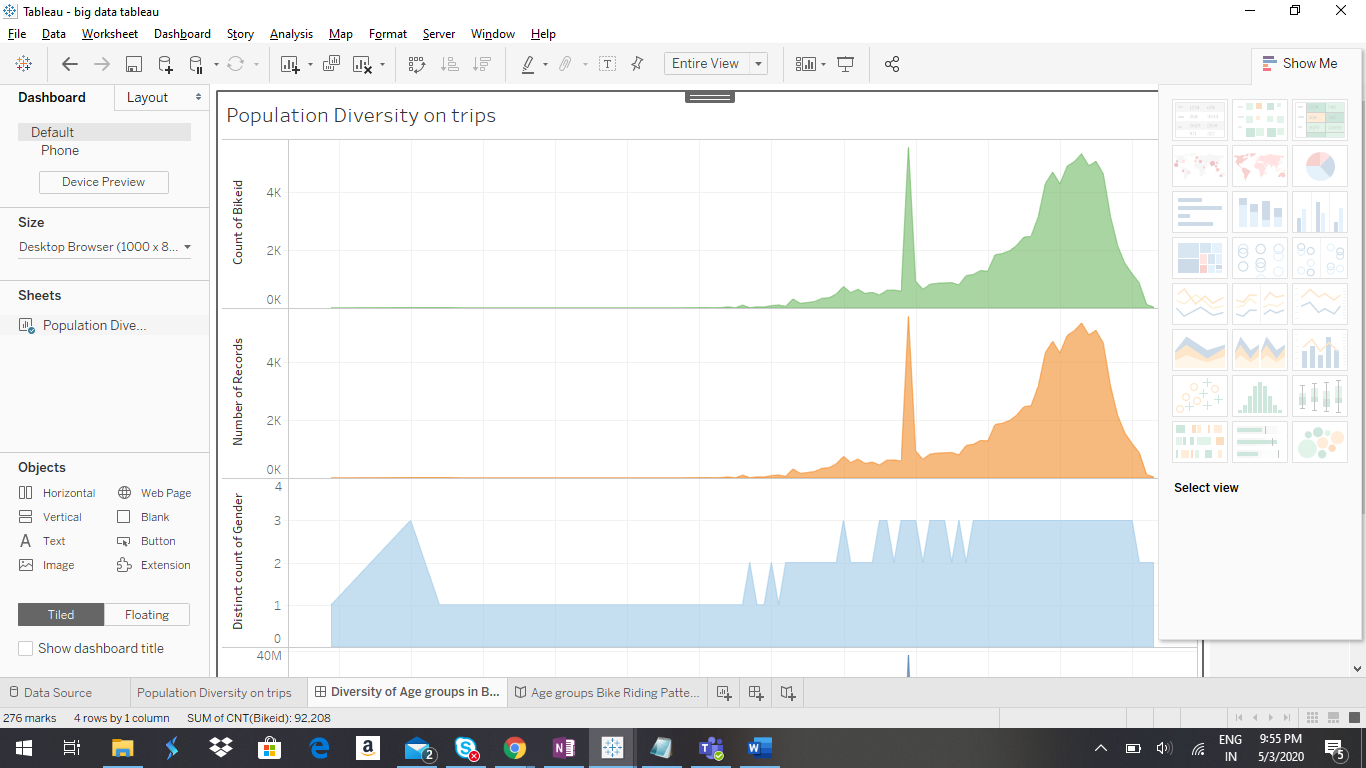 Tableau - big data tableau
File Data Worksheet Dashboard Story Analysis Map Format Server Window Help
Entire View
Show Me
Dashboard Layout
Default
Phone
Device Preview
Size
Desktop Browser (1000 x 8...
Sheets
Population Dive...
Objects
Horizontal Web Page
Vertical Blank
A Text Button
Image Extension
Tiled Floating
Show dashboard title
Population Diversity on trips
Count of Bikeid
4K
2K
0K
Number of Records
4K
2K
0K
Distinct count of Gender
4
3
2
1
0
40M
Select view
Data Source Population Diversity on trips Diversity of Age groups in B... Age groups Bike Riding Patte...
276 marks 4 rows by 1 column SUM of CNT(Bikeid): 92,208
ENG 9:55 PM
IN 5/3/2020
2
5